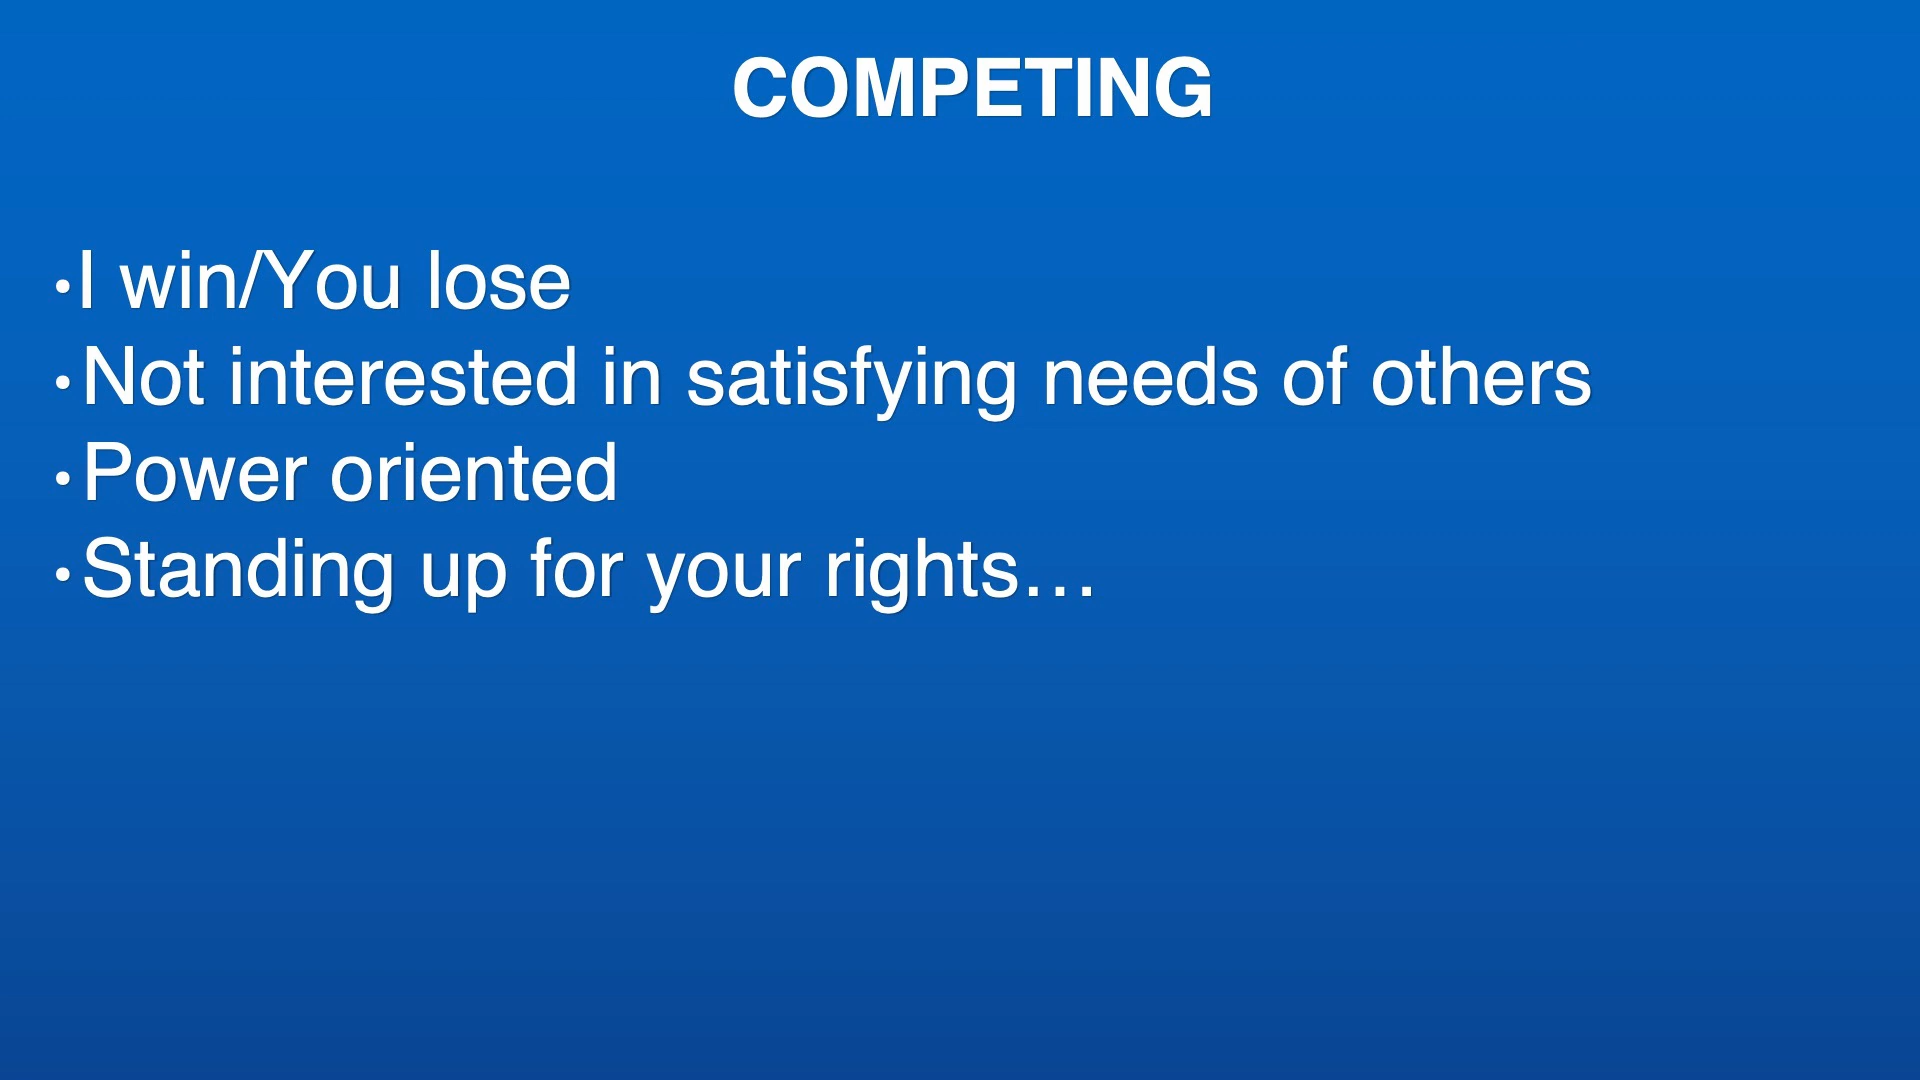 COMPETING
•I win/You lose
•Not interested in satisfying needs of others
•Power oriented
•Standing up for your rights…